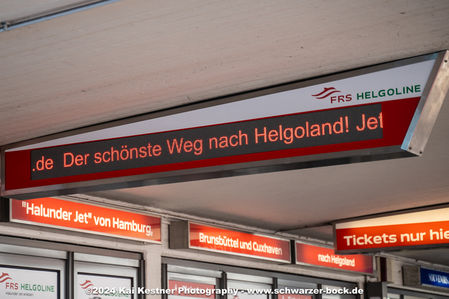 FRS HELGOLINE
.de Der schönste Weg nach Helgoland! Jet
"Halunder Jet" von Hamburg,
Brunsbüttel und Cuxhaven
nach Helgoland
Tickets nur hie
FRS HELGOLINE
©2024 Kai Kestner Photography - www.schwarzer-bock.de